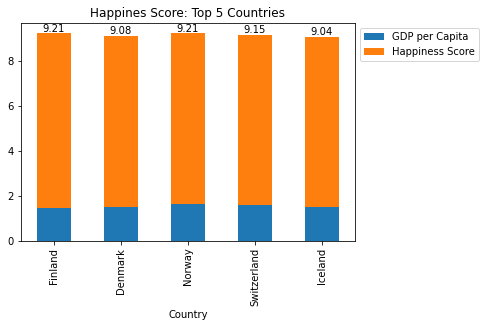 Happines Score: Top 5 Countries
9.21
9.08
9.21
9.15
9.04
GDP per Capita
Happiness Score
8
6
4
2
0
Finland
Denmark
Norway
Switzerland
Iceland
Country